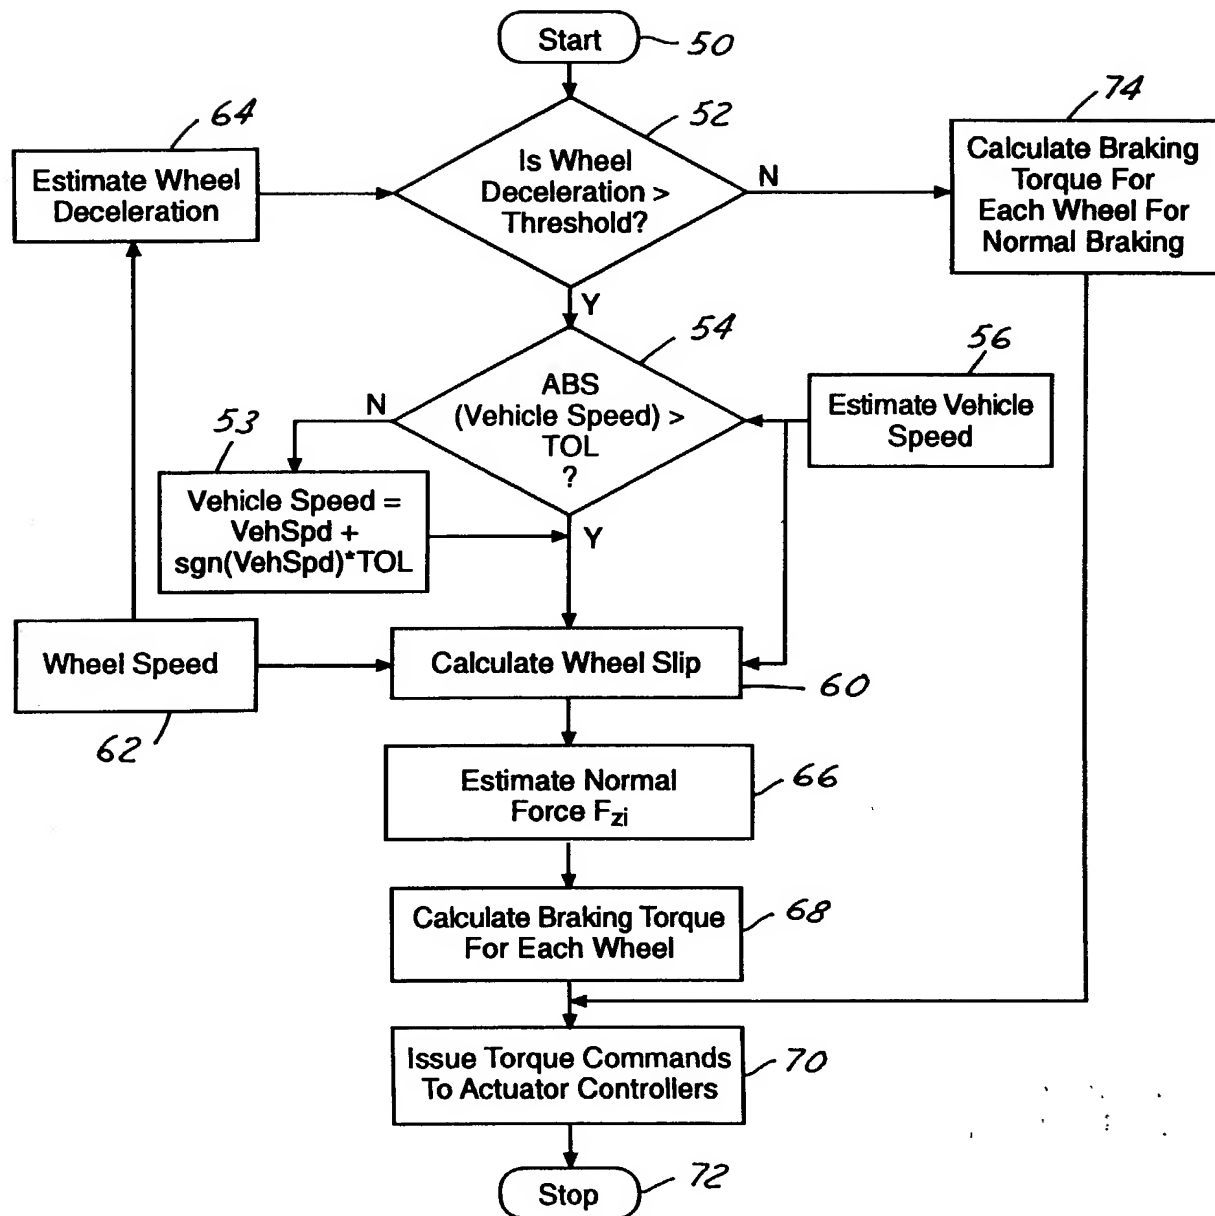 Start
50
52
Is Wheel
Deceleration >
Threshold?
N
Y
64
Estimate Wheel
Deceleration
74
Calculate Braking
Torque For
Each Wheel For
Normal Braking
54
ABS
(Vehicle Speed) >
TOL
?
N
Y
56
Estimate Vehicle
Speed
53
Vehicle Speed =
VehSpd +
sgn(VehSpd)*TOL
Wheel Speed
62
Calculate Wheel Slip
60
Estimate Normal
Force Fzi
66
Calculate Braking Torque
For Each Wheel
68
Issue Torque Commands
To Actuator Controllers
70
Stop
72